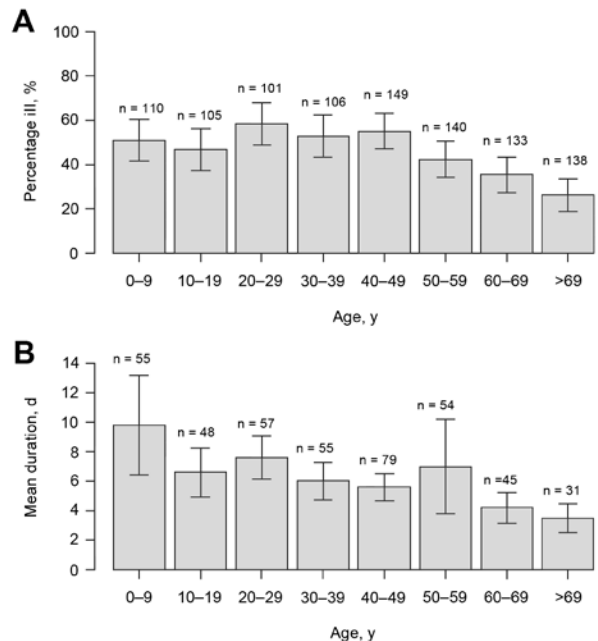 A
Percentage ill, %
100
80
60
40
20
0
n = 110
n = 105
n = 101
n = 106
n = 149
n = 140
n = 133
n = 138
0–9 10–19 20–29 30–39 40–49 50–59 60–69 >69
Age, y
B
Mean duration, d
14
12
10
8
6
4
2
0
n = 55
n = 48
n = 57
n = 55
n = 79
n = 54
n =45
n = 31
0–9 10–19 20–29 30–39 40–49 50–59 60–69 >69
Age, y